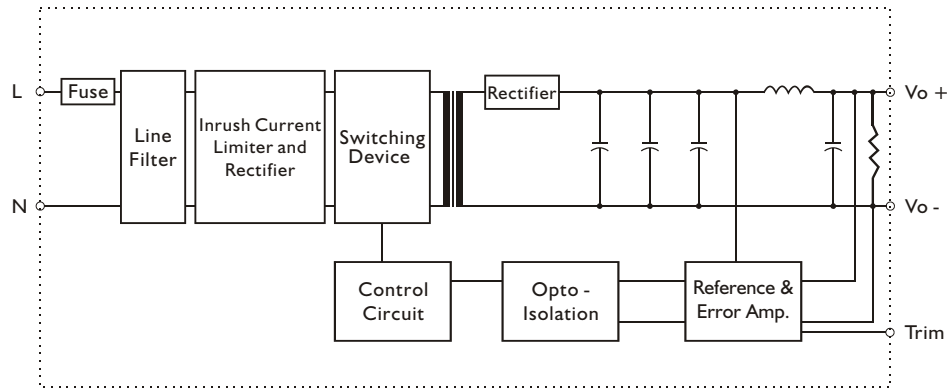 L
Fuse
Line
Filter
Inrush Current
Limiter and
Rectifier
Switching
Device
Rectifier
Vo +
N
Vo -
Control
Circuit
Opto -
Isolation
Reference &
Error Amp.
Trim